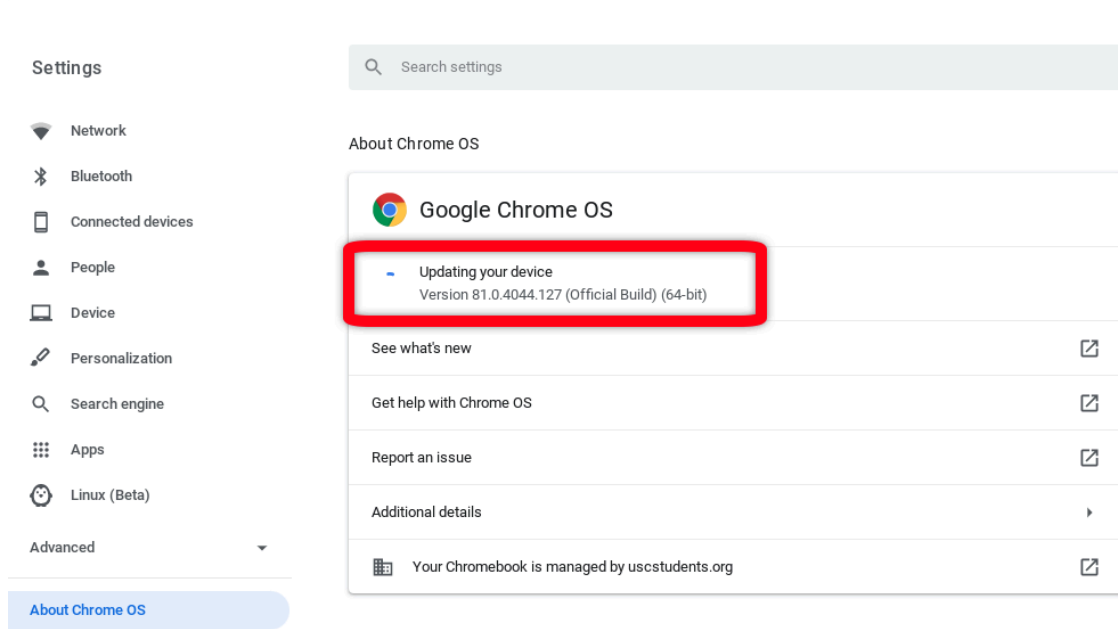 Settings
Search settings
Network
Bluetooth
Connected devices
People
Device
Personalization
Search engine
Apps
Linux (Beta)
Advanced
About Chrome OS
About Chrome OS
Google Chrome OS
Updating your device
Version 81.0.4044.127 (Official Build) (64-bit)
See what's new
Get help with Chrome OS
Report an issue
Additional details
Your Chromebook is managed by uscstudents.org